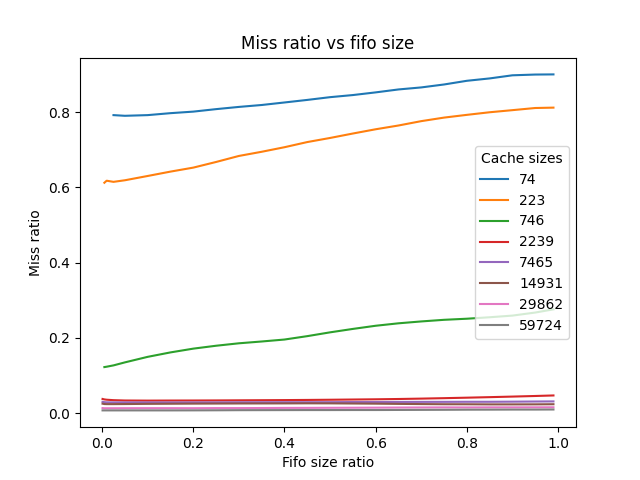 Miss ratio vs fifo size
Miss ratio
0.8
0.6
0.4
0.2
0.0
Cache sizes
74
223
746
2239
7465
14931
29862
59724
0.0 0.2 0.4 0.6 0.8 1.0
Fifo size ratio